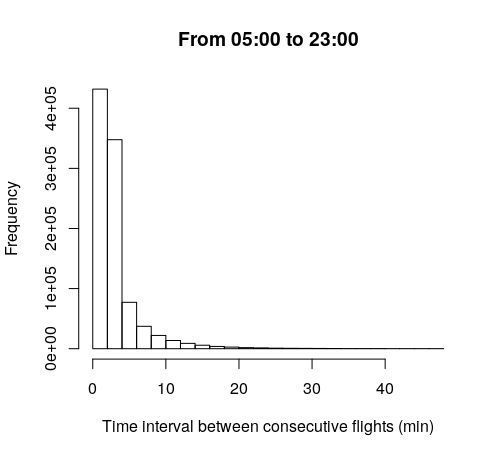 From 05:00 to 23:00
Frequency
4e+05
3e+05
2e+05
1e+05
0e+00
0 10 20 30 40
Time interval between consecutive flights (min)